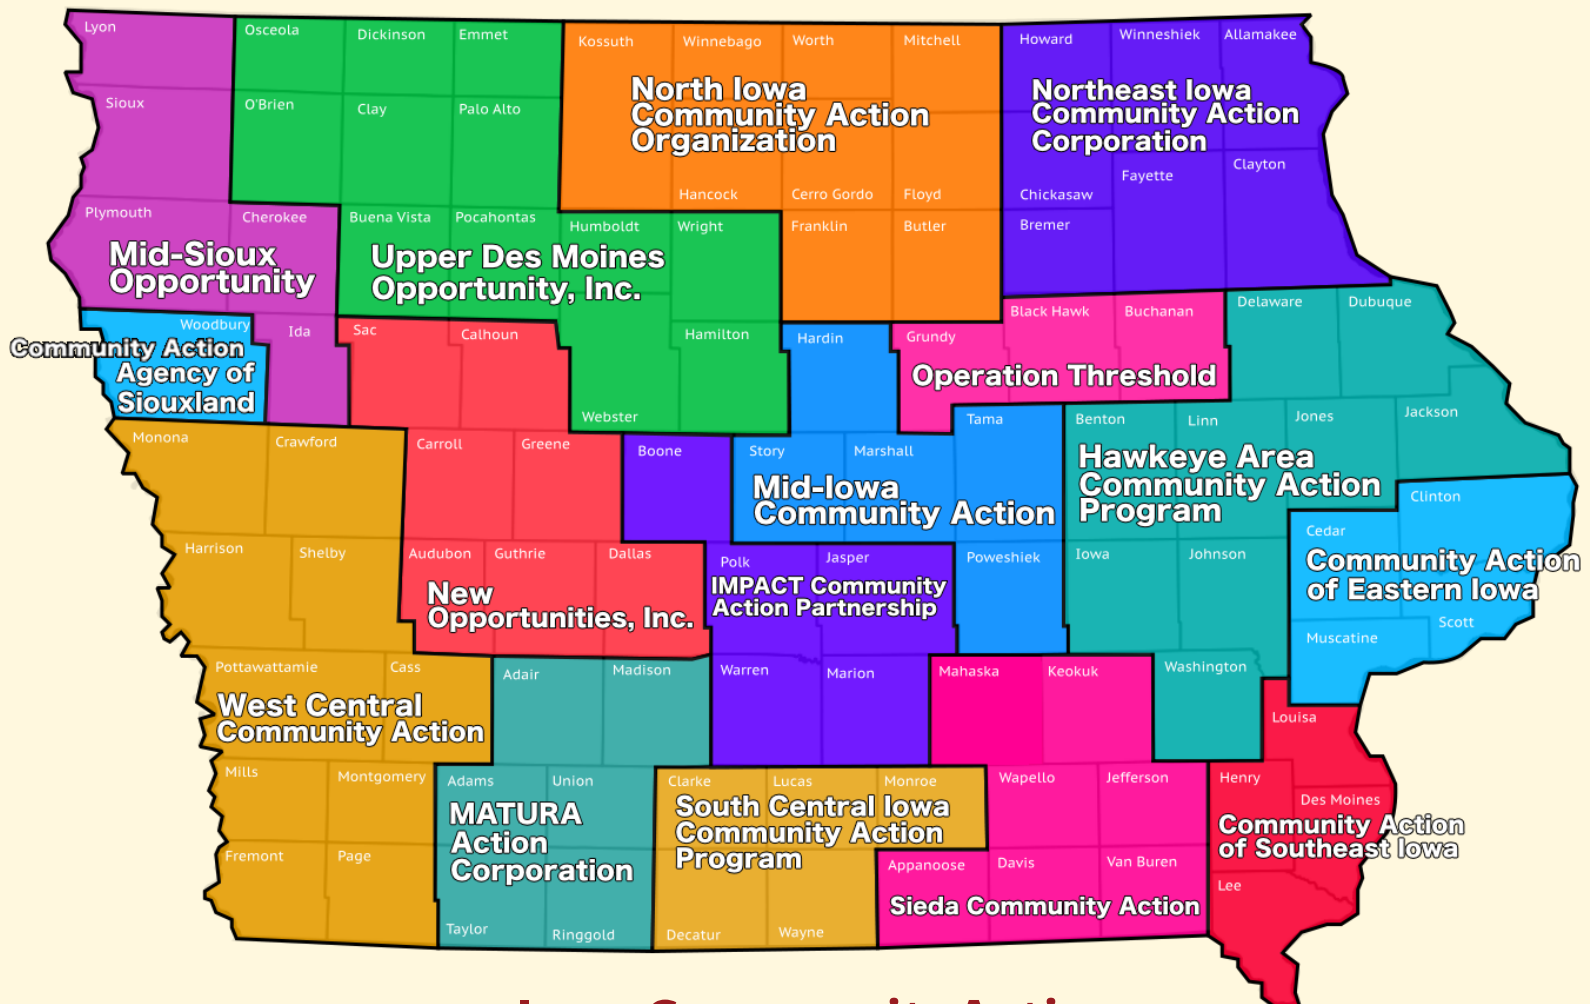 Lyon
Osceola
Dickinson
Emmet
Kossuth
Winnebago
Worth
Mitchell
Howard
Winneshiek
Allamakee
Sioux
O'Brien
Clay
Palo Alto
North Iowa
Community Action
Organization
Northeast Iowa
Community Action
Corporation
Hancock
Cerro Gordo
Floyd
Chickasaw
Fayette
Clayton
Plymouth
Cherokee
Buena Vista
Pocahontas
Humboldt
Wright
Franklin
Butler
Bremer
Mid-Sioux
Opportunity
Upper Des Moines
Opportunity, Inc.
Woodbury
Ida
Sac
Calhoun
Hamilton
Hardin
Grundy
Black Hawk
Buchanan
Delaware
Dubuque
Community Action
Agency of
Siouxland
Operation Threshold
Webster
Tama
Benton
Linn
Jones
Jackson
Monona
Crawford
Carroll
Greene
Boone
Story
Marshall
Mid-Iowa
Community Action
Hawkeye Area
Community Action
Program
Clinton
Cedar
Community Action
of Eastern Iowa
Scott
Muscatine
Harrison
Shelby
Audubon
Guthrie
Dallas
New
Opportunities, Inc.
Polk
Jasper
IMPACT Community
Action Partnership
Poweshiek
Iowa
Johnson
Pottawattamie
Cass
West Central
Community Action
Adair
Madison
Warren
Marion
Mahaska
Keokuk
Washington
Louisa
Mills
Montgomery
Adams
Union
MATURA
Action
Corporation
Clarke
Lucas
Monroe
South Central Iowa
Community Action
Program
Wapello
Jefferson
Henry
Des Moines
Community Action
of Southeast Iowa
Fremont
Page
Appanoose
Davis
Van Buren
Lee
Sieda Community Action
Taylor
Ringgold
Decatur
Wayne